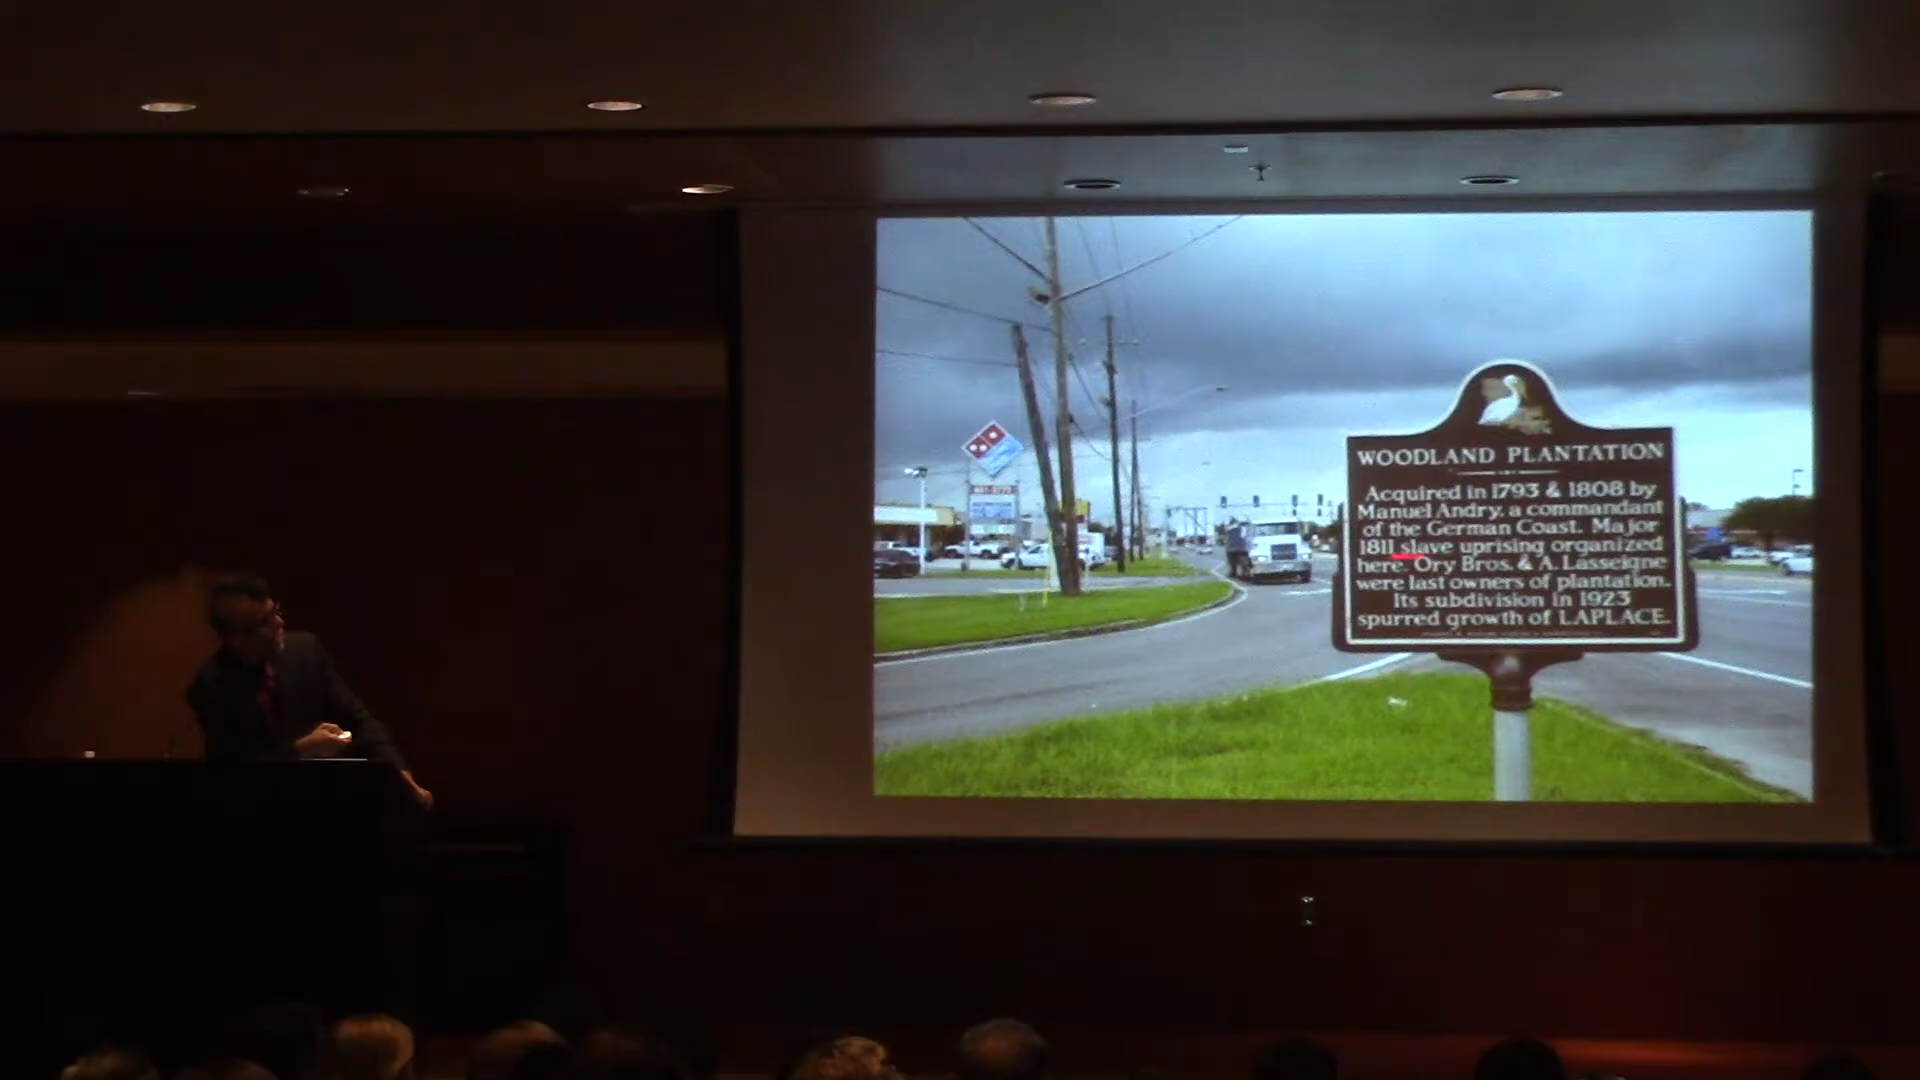 WOODLAND PLANTATION
Acquired in 1793 & 1808 by
Manuel Andry, a commandant
of the German Coast. Major
1811 slave uprising organized
here. Ory Bros. & A. Lasseigne
were last owners of plantation.
Its subdivision in 1923
spurred growth of LAPLACE.